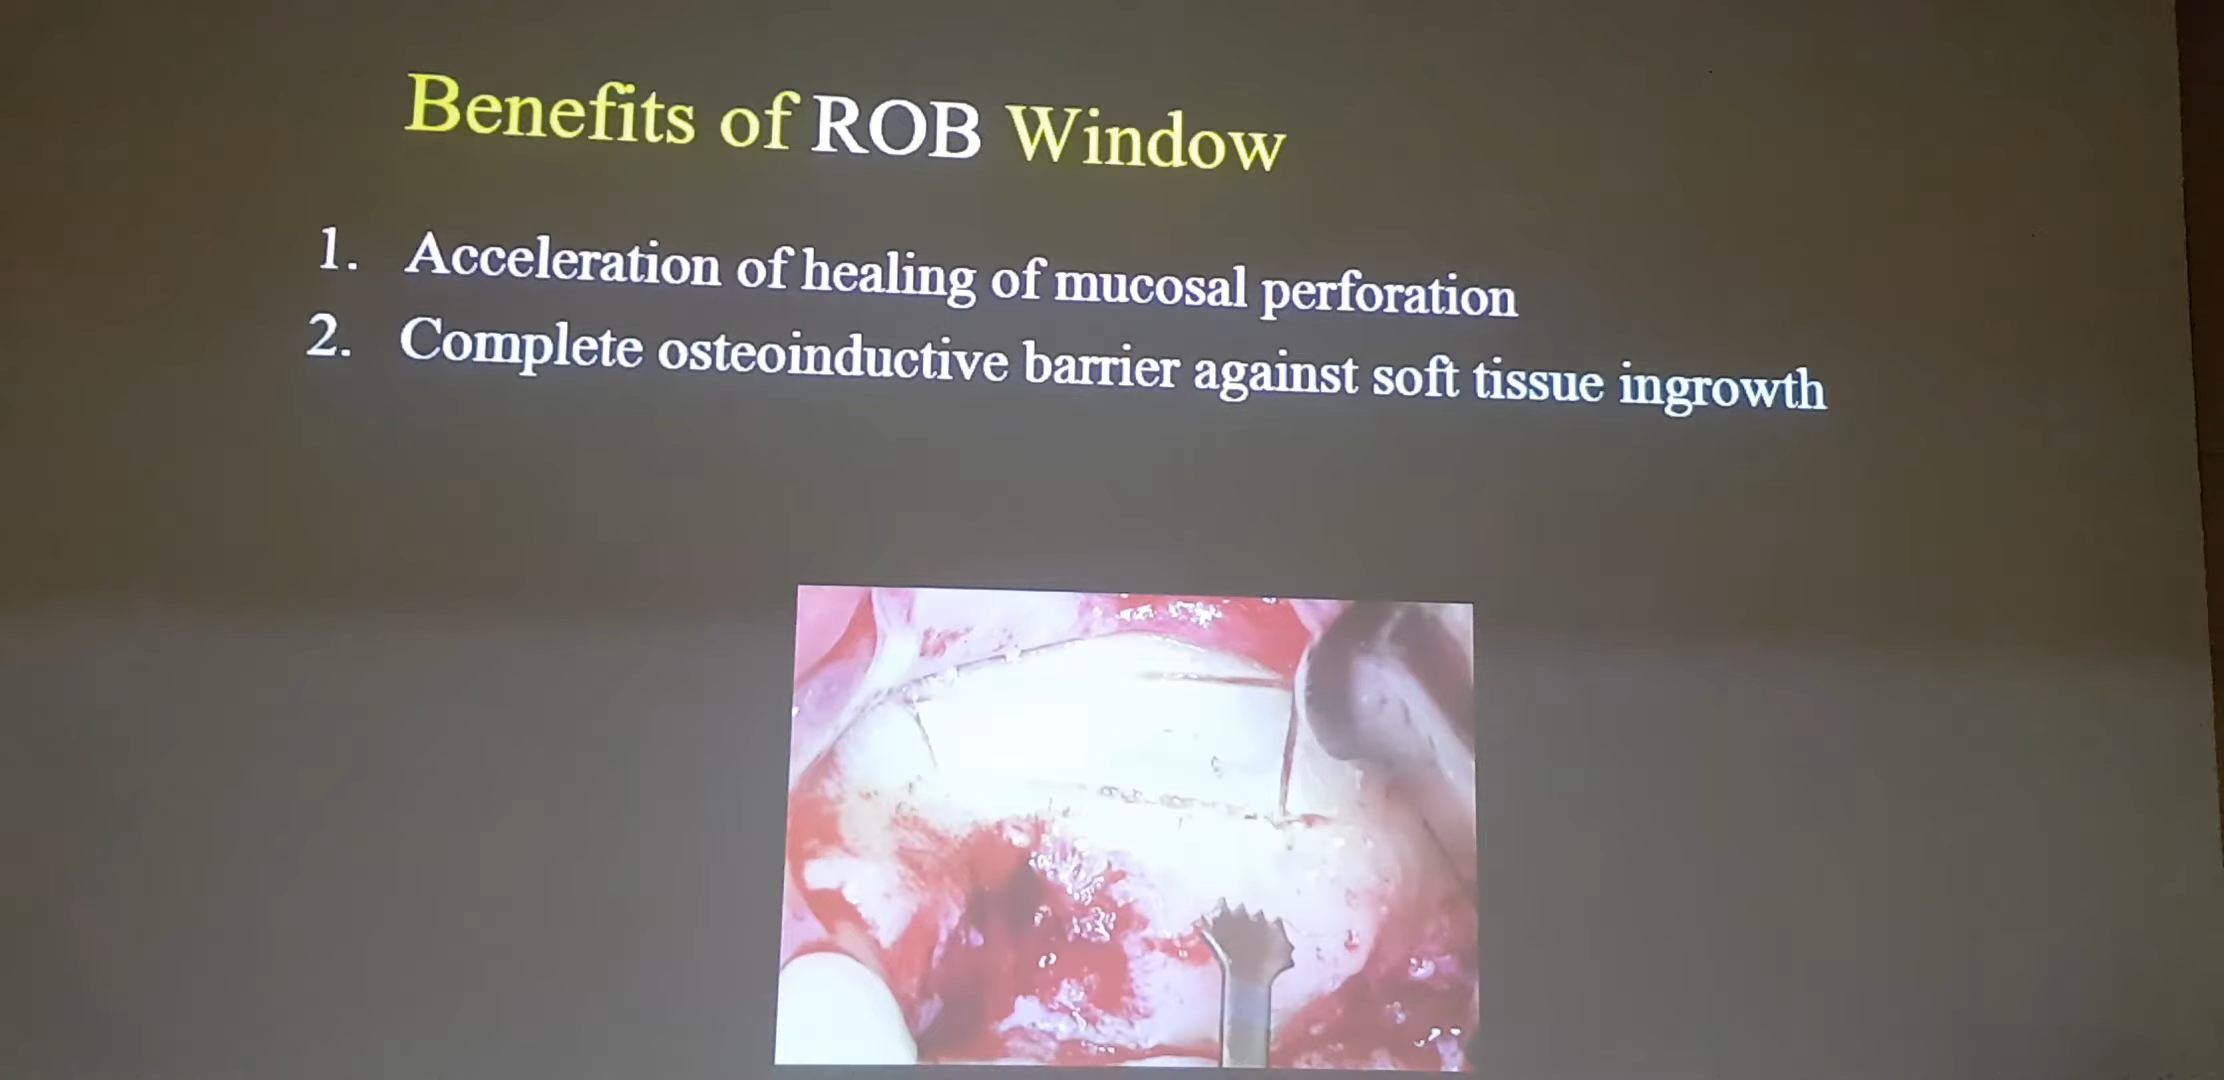 Benefits of ROB Window
1. Acceleration of healing of mucosal perforation
2. Complete osteoinductive barrier against soft tissue ingrowth